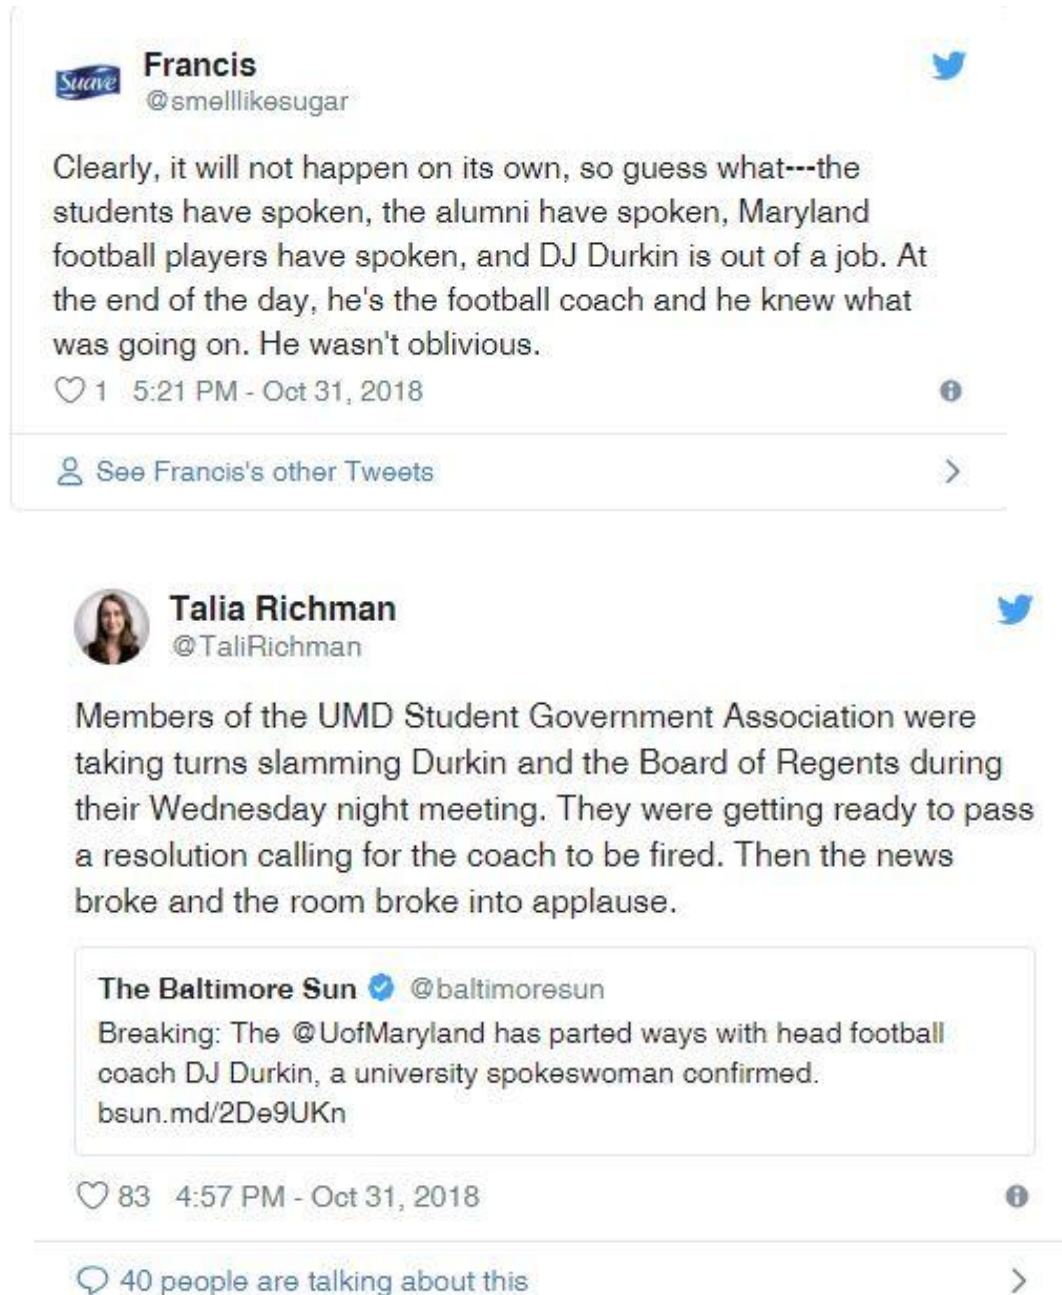 Suave
Francis
@smelllikesugar
Clearly, it will not happen on its own, so guess what---the
students have spoken, the alumni have spoken, Maryland
football players have spoken, and DJ Durkin is out of a job. At
the end of the day, he's the football coach and he knew what
was going on. He wasn't oblivious.
1 5:21 PM - Oct 31, 2018
See Francis's other Tweets
Talia Richman
@TaliRichman
Members of the UMD Student Government Association were
taking turns slamming Durkin and the Board of Regents during
their Wednesday night meeting. They were getting ready to pass
a resolution calling for the coach to be fired. Then the news
broke and the room broke into applause.
The Baltimore Sun @baltimoresun
Breaking: The @UofMaryland has parted ways with head football
coach DJ Durkin, a university spokeswoman confirmed.
bsun.md/2De9UKn
83 4:57 PM - Oct 31, 2018
40 people are talking about this